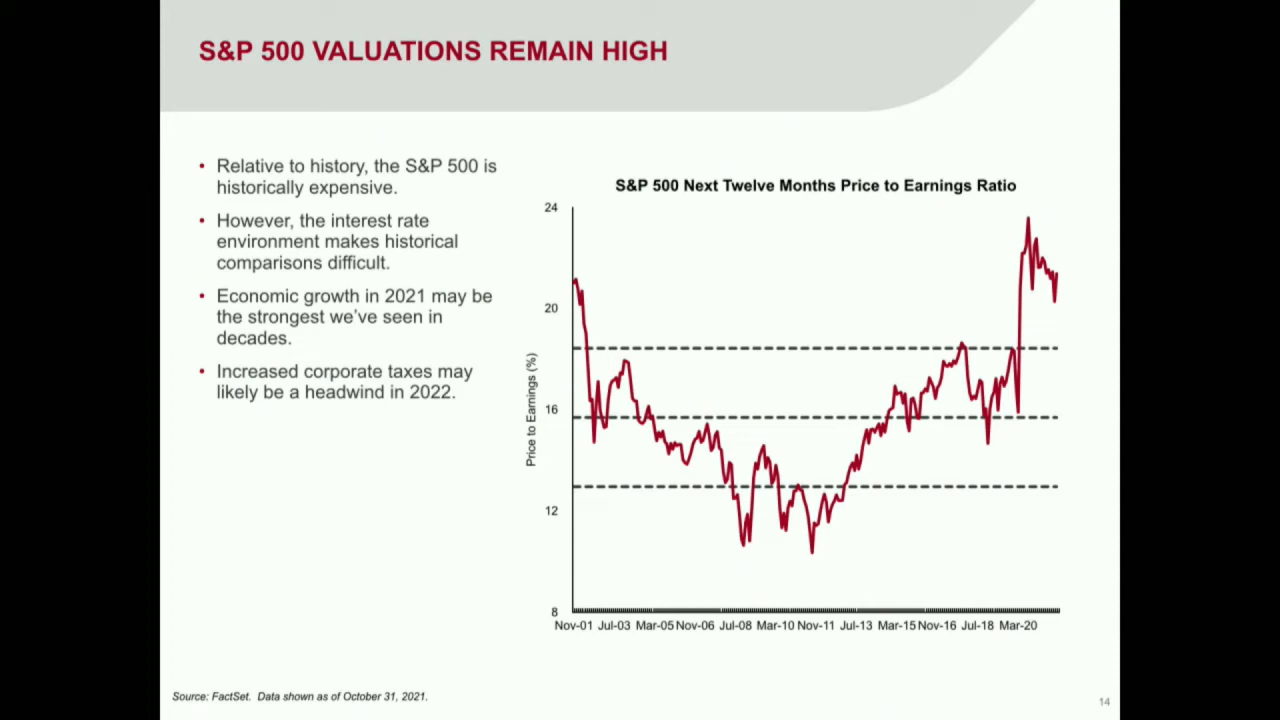 S&P 500 VALUATIONS REMAIN HIGH
• Relative to history, the S&P 500 is
historically expensive.
• However, the interest rate
environment makes historical
comparisons difficult.
• Economic growth in 2021 may be
the strongest we've seen in
decades.
• Increased corporate taxes may
likely be a headwind in 2022.
S&P 500 Next Twelve Months Price to Earnings Ratio
24
20
16
12
8
Price to Earnings (%)
Nov-01 Jul-03 Mar-05 Nov-06 Jul-08 Mar-10 Nov-11 Jul-13 Mar-15 Nov-16 Jul-18 Mar-20
Source: FactSet. Data shown as of October 31, 2021.
14